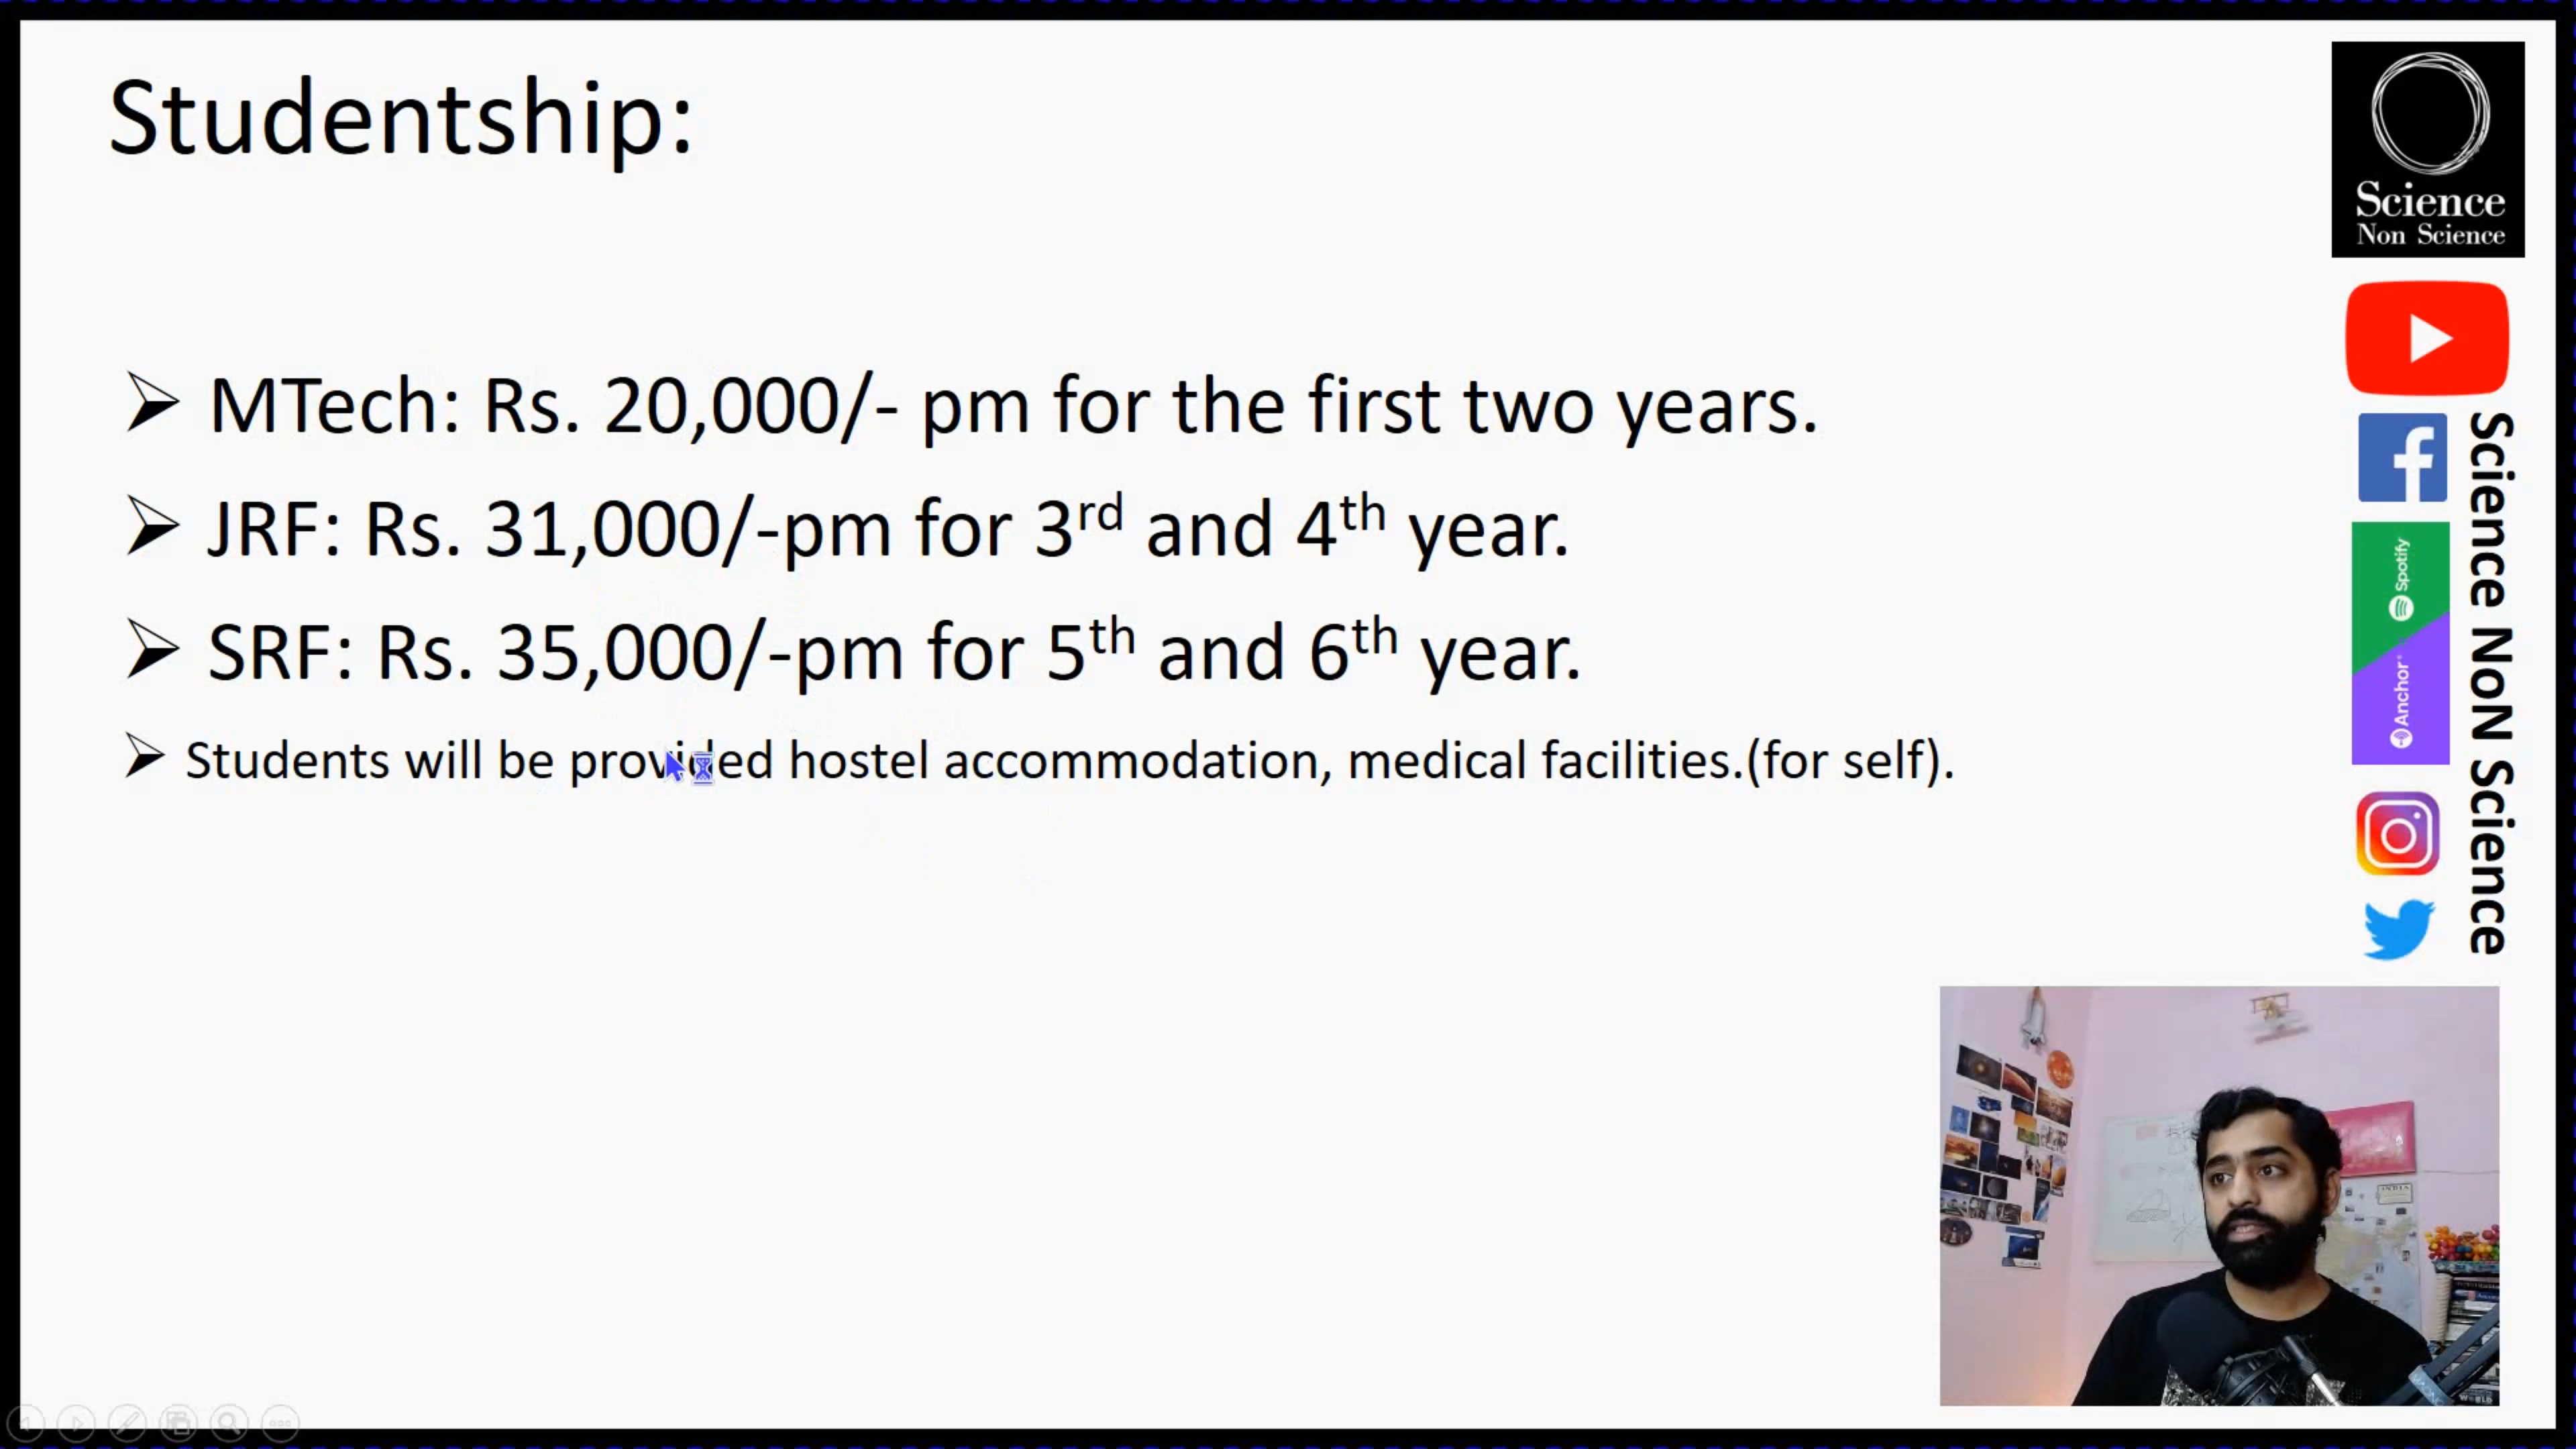 Studentship:
➢ MTech: Rs. 20,000/- pm for the first two years.
➢ JRF: Rs. 31,000/-pm for 3rd and 4th year.
➢ SRF: Rs. 35,000/-pm for 5th and 6th year.
➢ Students will be provided hostel accommodation, medical facilities.(for self).
Science
Non Science
Science NoN Science
Spotify
Anchor